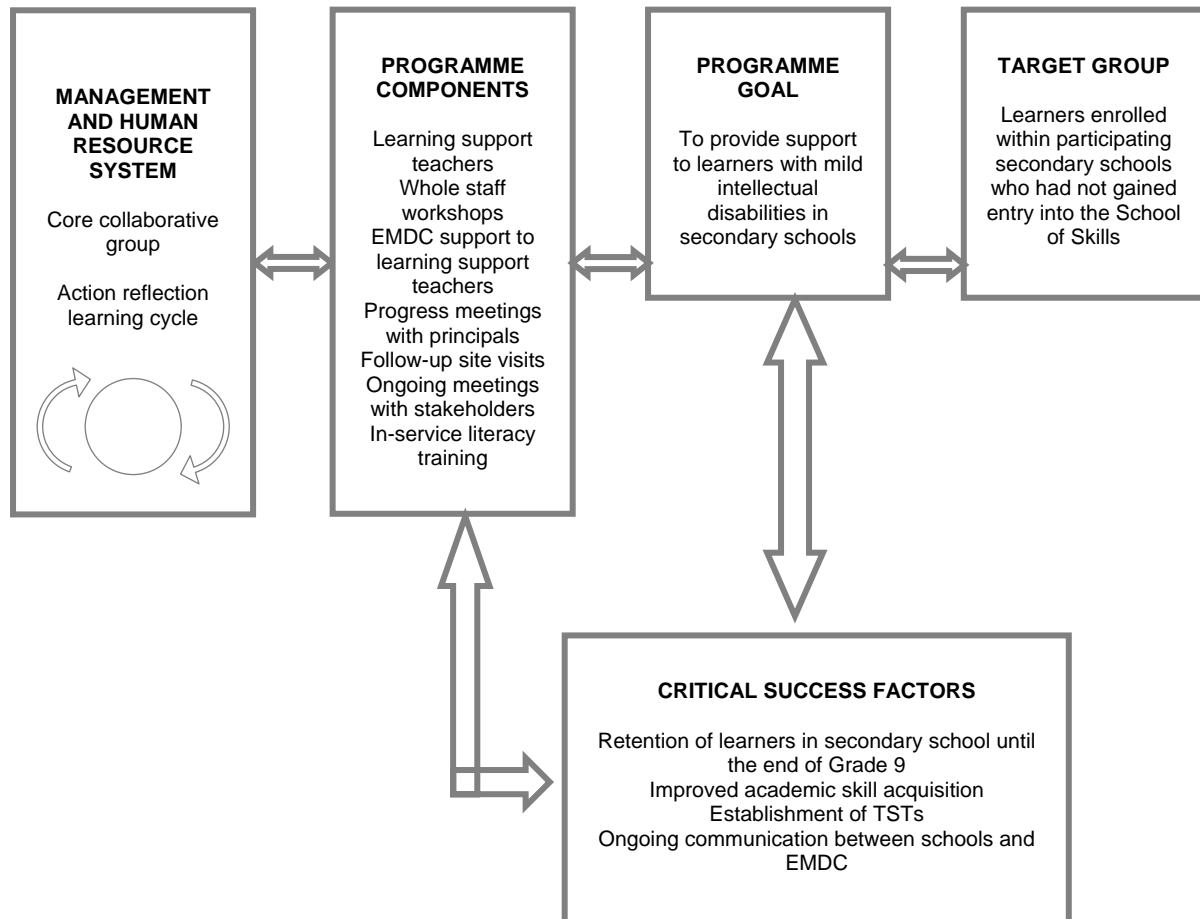 MANAGEMENT
AND HUMAN
RESOURCE
SYSTEM
Core collaborative
group
Action reflection
learning cycle
PROGRAMME
COMPONENTS
Learning support
teachers
Whole staff
workshops
EMDC support to
learning support
teachers
Progress meetings
with principals
Follow-up site visits
Ongoing meetings
with stakeholders
In-service literacy
training
PROGRAMME
GOAL
To provide support
to learners with mild
intellectual
disabilities in
secondary schools
TARGET GROUP
Learners enrolled
within participating
secondary schools
who had not gained
entry into the School
of Skills
CRITICAL SUCCESS FACTORS
Retention of learners in secondary school until
the end of Grade 9
Improved academic skill acquisition
Establishment of TSTs
Ongoing communication between schools and
EMDC